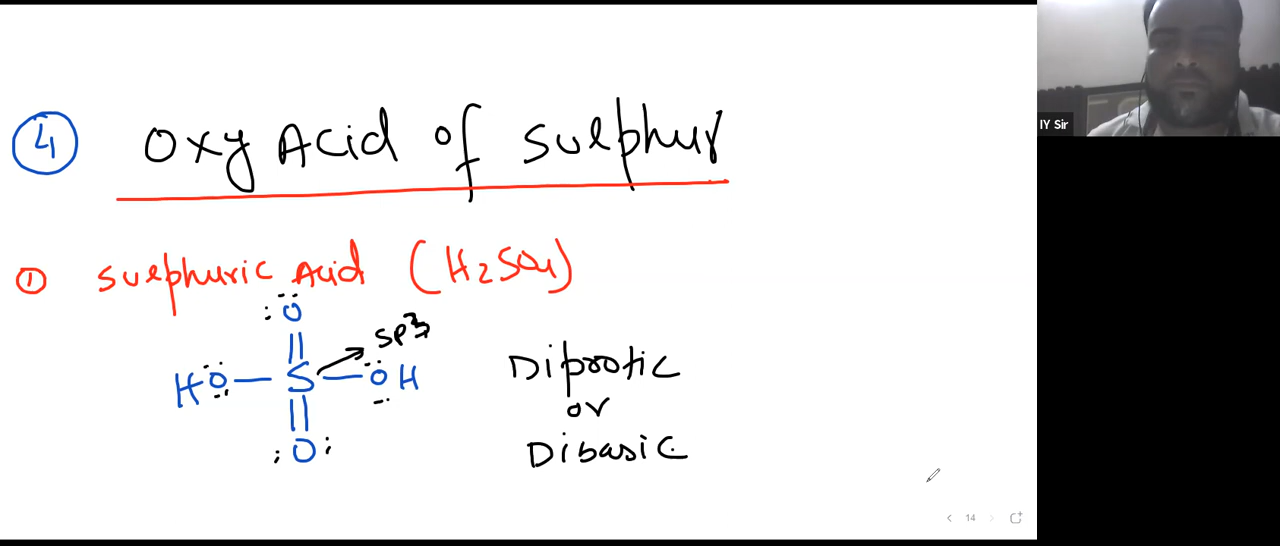 4 Oxy Acid of sulphur
① sulphuric Acid (H2SO4)
:O
SP3
HO—S—OH
:O:
Diprotic
or
Dibasic
IY Sir
14